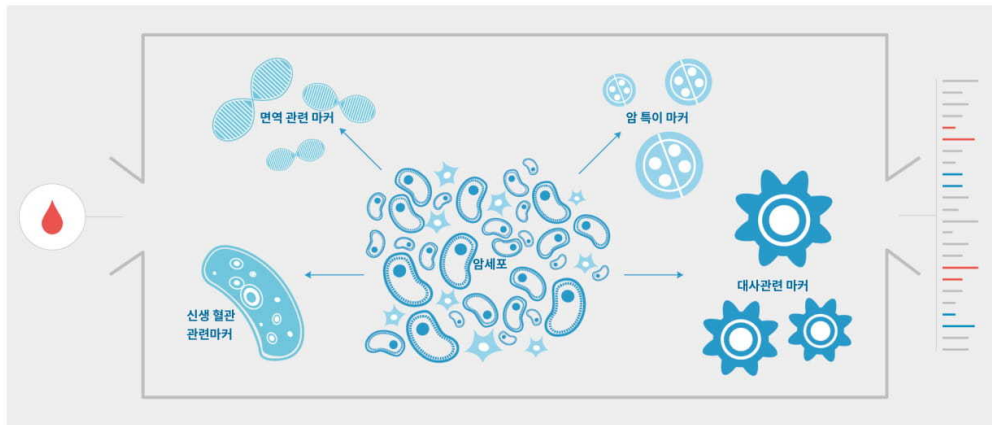 면역 관련 마커
암 특이 마커
암세포
신생 혈관
관련마커
대사관련 마커